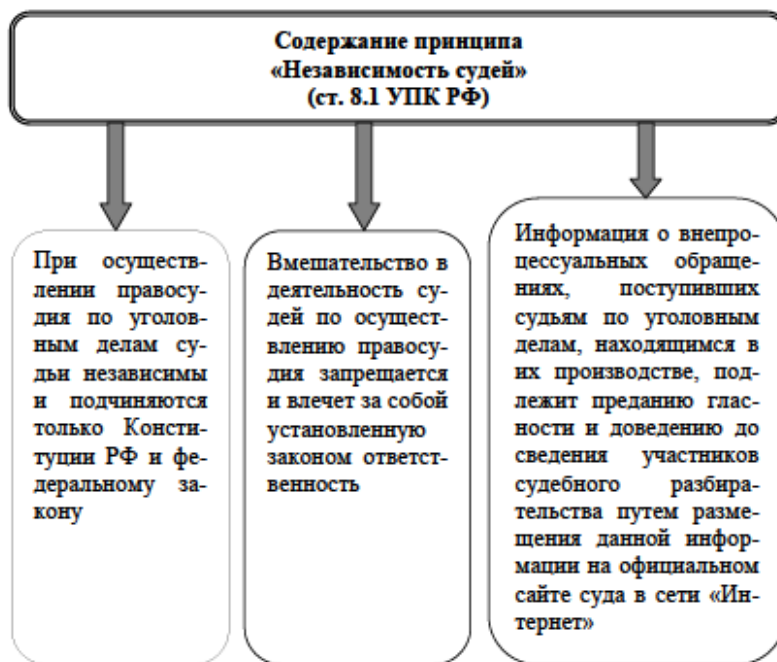 Содержание принципа
«Независимость судей»
(ст. 8.1 УПК РФ)
При осуществ-
лении правосу-
дия по уголов-
ным делам су-
дьи независимы
и подчиняются
только Консти-
туции РФ и фе-
деральному за-
кону
Вмешательство в
деятельность су-
дей по осущест-
влению правосу-
дия запрещается
и влечет за собой
установленную
законом ответст-
венность
Информация о внепро-
цессуальных обраще-
ниях, поступивших
судьям по уголовным
делам, находящимся в
их производстве, под-
лежит преданию глас-
ности и доведению до
сведения участников
судебного разбира-
тельства путем разме-
щения данной инфор-
мации на официальном
сайте суда в сети «Ин-
тернет»